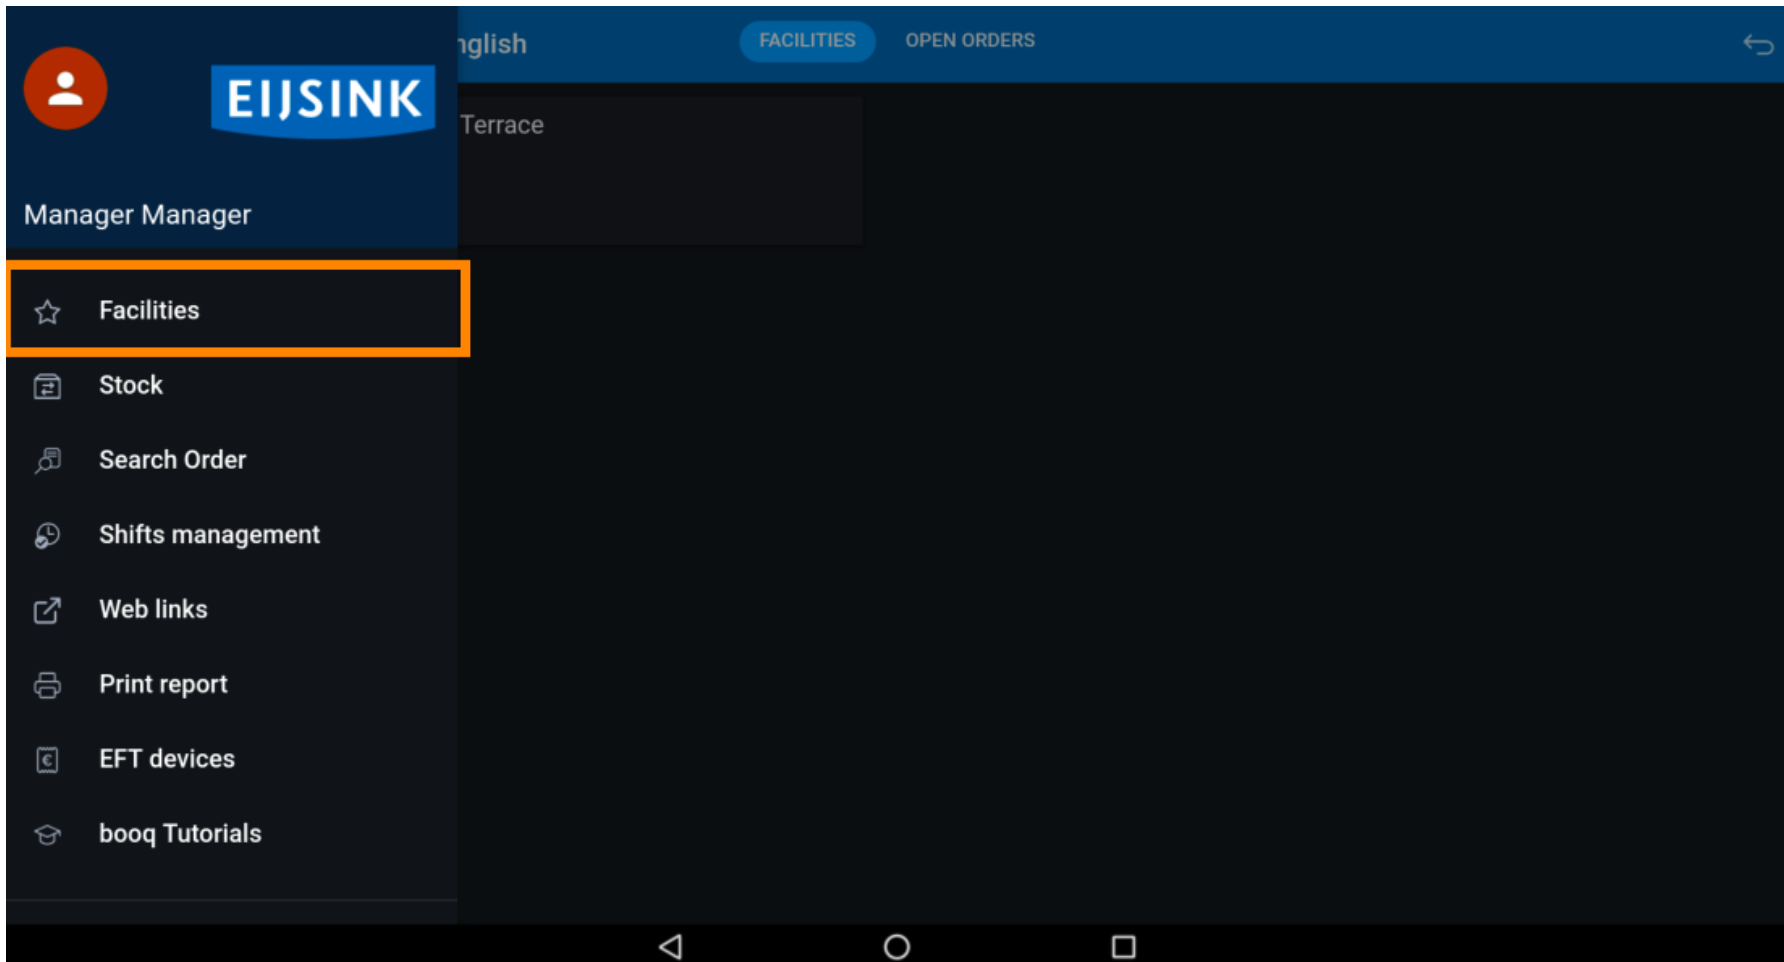 nglish
FACILITIES
OPEN ORDERS
EIJSINK
Terrace
Manager Manager
Facilities
Stock
Search Order
Shifts management
Web links
Print report
EFT devices
booq Tutorials